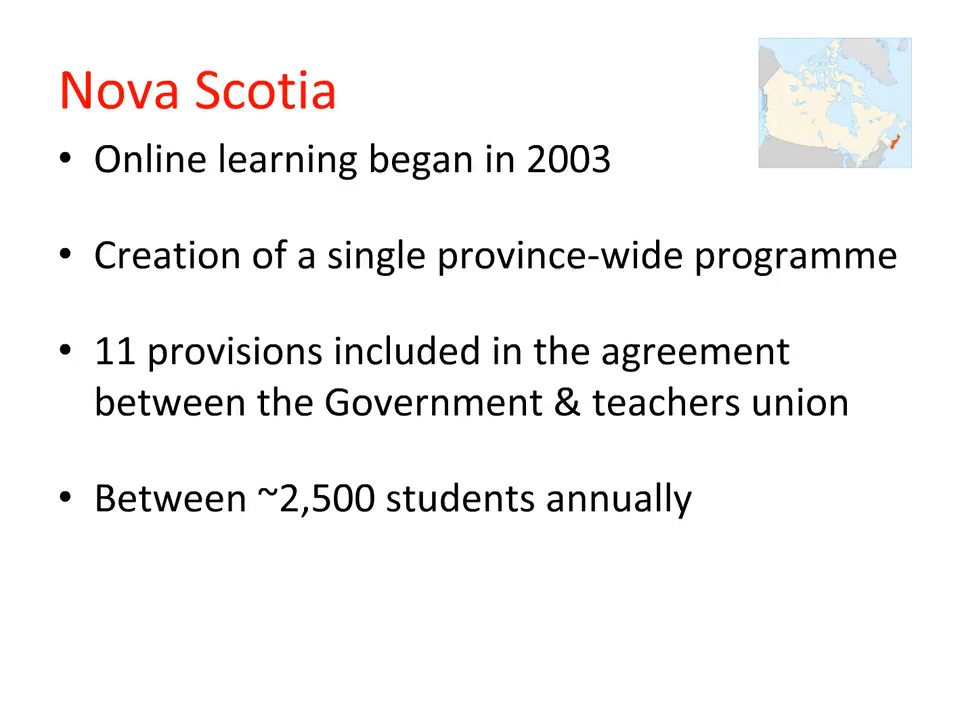 Nova Scotia
• Online learning began in 2003
• Creation of a single province-wide programme
• 11 provisions included in the agreement
between the Government & teachers union
• Between ~2,500 students annually